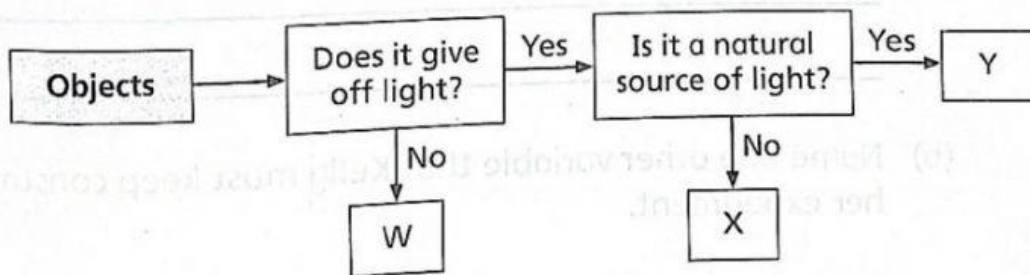 Objects
Does it give
off light?
Yes
Is it a natural
source of light?
Yes
Y
No
W
No
X